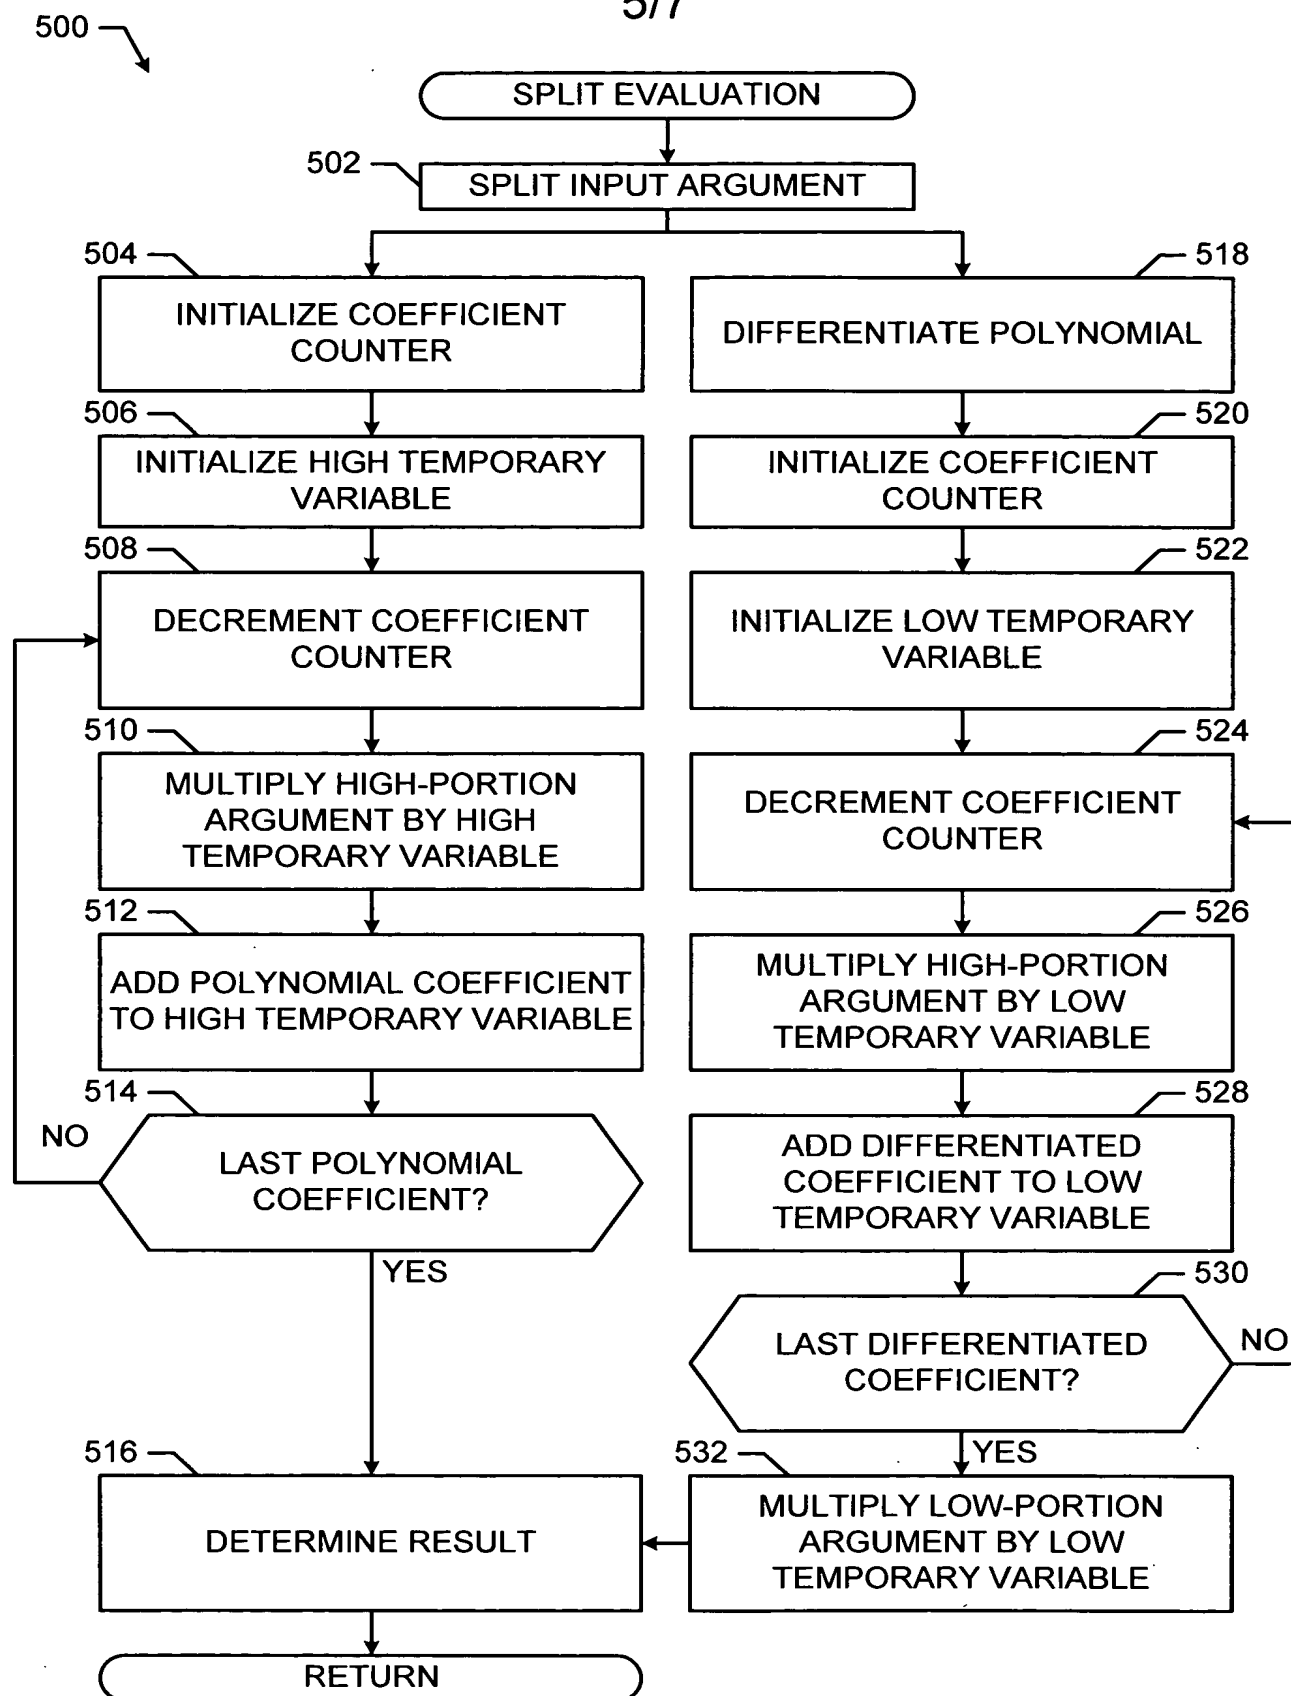 5/7
500
SPLIT EVALUATION
502
SPLIT INPUT ARGUMENT
504
INITIALIZE COEFFICIENT
COUNTER
506
INITIALIZE HIGH TEMPORARY
VARIABLE
508
DECREMENT COEFFICIENT
COUNTER
510
MULTIPLY HIGH-PORTION
ARGUMENT BY HIGH
TEMPORARY VARIABLE
512
ADD POLYNOMIAL COEFFICIENT
TO HIGH TEMPORARY VARIABLE
514
NO
LAST POLYNOMIAL
COEFFICIENT?
YES
516
DETERMINE RESULT
RETURN
518
DIFFERENTIATE POLYNOMIAL
520
INITIALIZE COEFFICIENT
COUNTER
522
INITIALIZE LOW TEMPORARY
VARIABLE
524
DECREMENT COEFFICIENT
COUNTER
526
MULTIPLY HIGH-PORTION
ARGUMENT BY LOW
TEMPORARY VARIABLE
528
ADD DIFFERENTIATED
COEFFICIENT TO LOW
TEMPORARY VARIABLE
530
LAST DIFFERENTIATED
COEFFICIENT?
NO
YES
532
MULTIPLY LOW-PORTION
ARGUMENT BY LOW
TEMPORARY VARIABLE